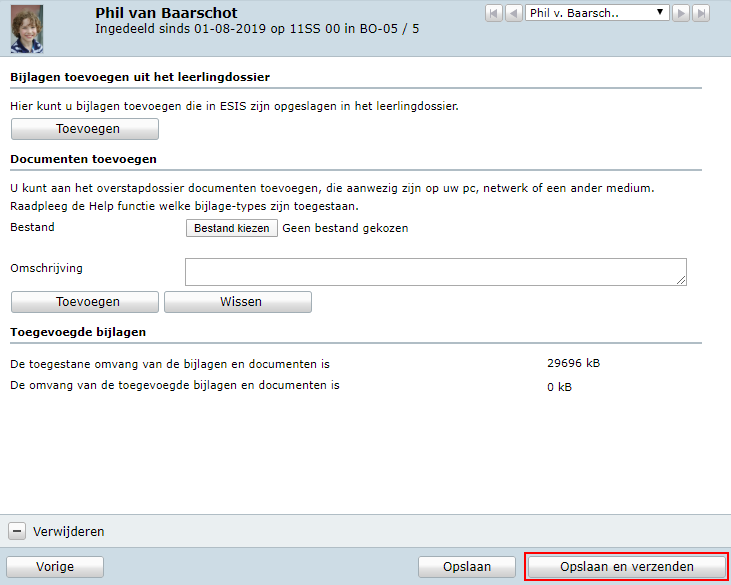 Phil van Baarschot
Ingedeeld sinds 01-08-2019 op 11SS 00 in BO-05 / 5
Phil v. Baarsch..
Bijlagen toevoegen uit het leerlingdossier
Hier kunt u bijlagen toevoegen die in ESIS zijn opgeslagen in het leerlingdossier.
Toevoegen
Documenten toevoegen
U kunt aan het overstapdossier documenten toevoegen, die aanwezig zijn op uw pc, netwerk of een ander medium.
Raadpleeg de Help functie welke bijlage-types zijn toegestaan.
Bestand Bestand kiezen Geen bestand gekozen
Omschrijving
Toevoegen Wissen
Toegevoegde bijlagen
De toegestane omvang van de bijlagen en documenten is 29696 kB
De omvang van de toegevoegde bijlagen en documenten is 0 kB
Verwijderen
Vorige Opslaan Opslaan en verzenden